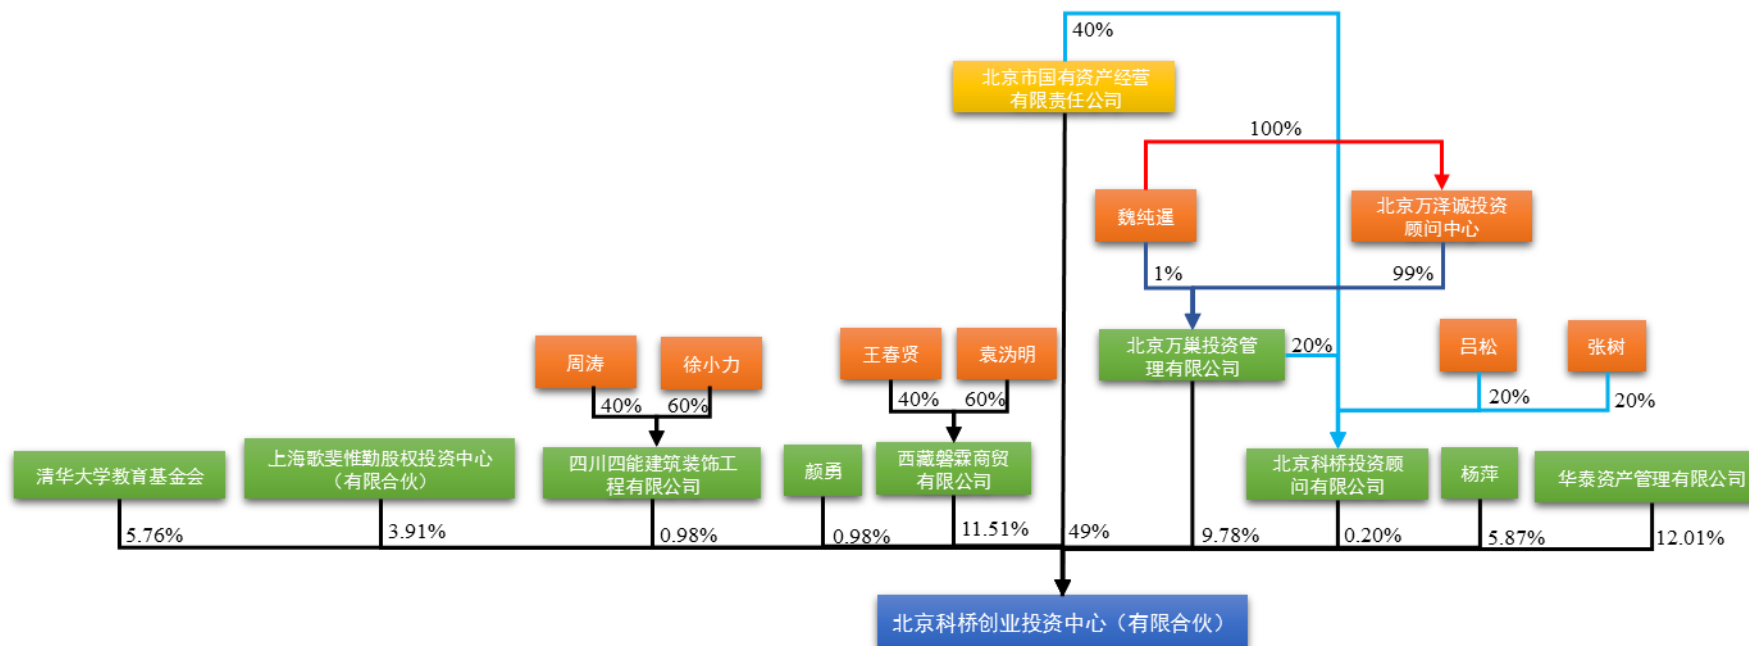 40%
北京市国有资产经营
有限责任公司
100%
魏纯暹
北京万泽诚投资
顾问中心
1%
99%
周涛
徐小力
王春贤
袁沩明
北京万巢投资管
理有限公司
20%
吕松
张树
40%
60%
40%
60%
20%
20%
清华大学教育基金会
上海歌斐惟勤股权投资中心
（有限合伙）
四川四能建筑装饰工
程有限公司
颜勇
西藏磐霖商贸
有限公司
北京科桥投资顾
问有限公司
杨萍
华泰资产管理有限公司
5.76%
3.91%
0.98%
0.98%
11.51%
49%
9.78%
0.20%
5.87%
12.01%
北京科桥创业投资中心（有限合伙）